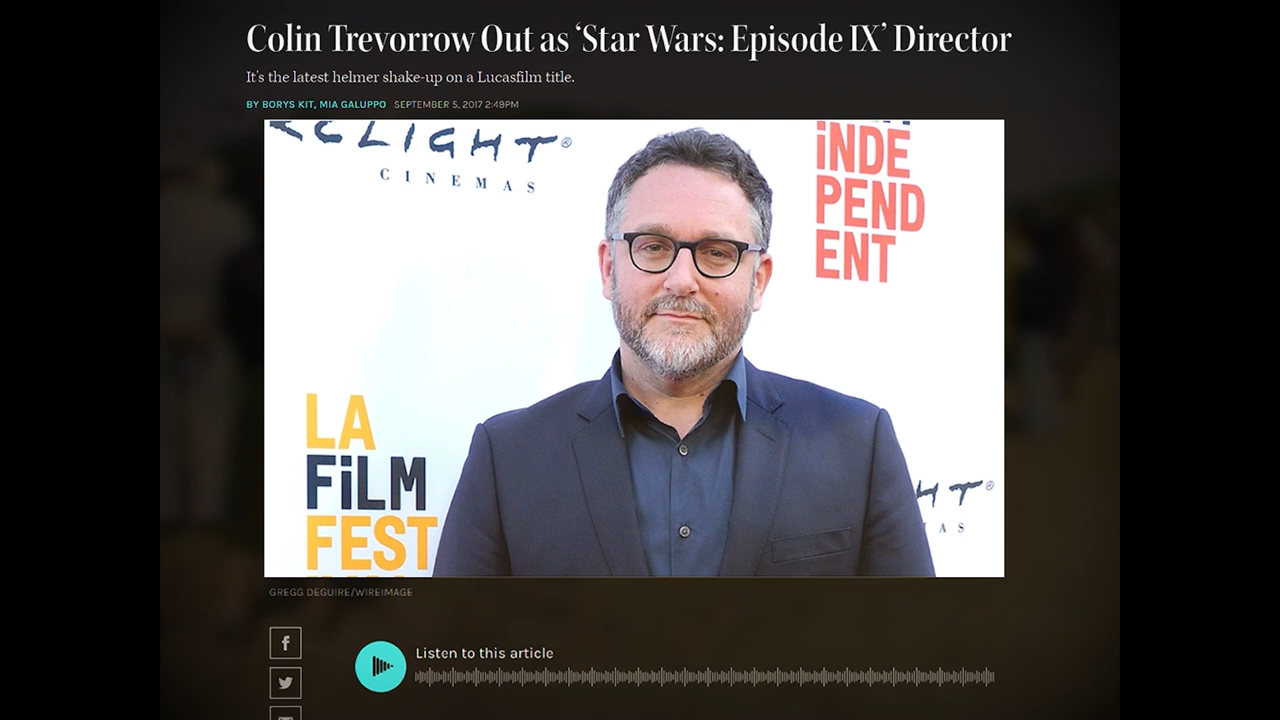 Colin Trevorrow Out as ‘Star Wars: Episode IX’ Director
It's the latest helmer shake-up on a Lucasfilm title.
BY BORYS KIT, MIA GALUPPO SEPTEMBER 5, 2017 2:49PM
CINEMAS
iNDE
PEND
ENT
LA
FiLM
FEST
GREGG DEGUIRE/WIREIMAGE
Listen to this article